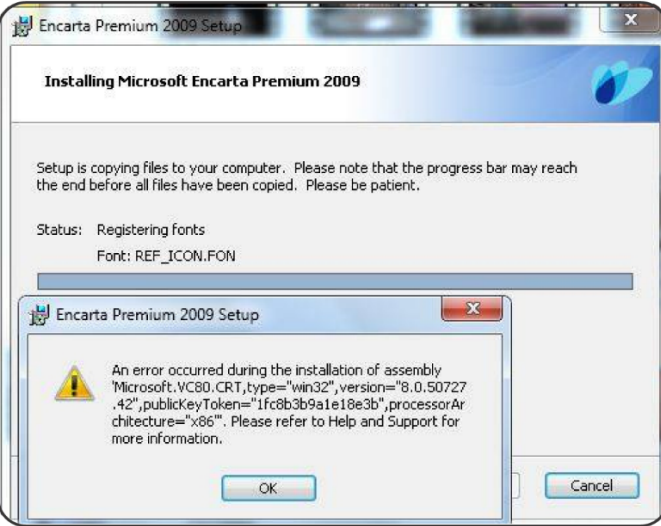 Encarta Premium 2009 Setup
Installing Microsoft Encarta Premium 2009
Setup is copying files to your computer. Please note that the progress bar may reach
the end before all files have been copied. Please be patient.
Status: Registering fonts
Font: REF_ICON.FON
Encarta Premium 2009 Setup
An error occurred during the installation of assembly
'Microsoft.VC80.CRT,type="win32",version="8.0.50727
.42",publicKeyToken="1fc8b3b9a1e18e3b",processorAr
chitecture="x86"'. Please refer to Help and Support for
more information.
OK
Cancel